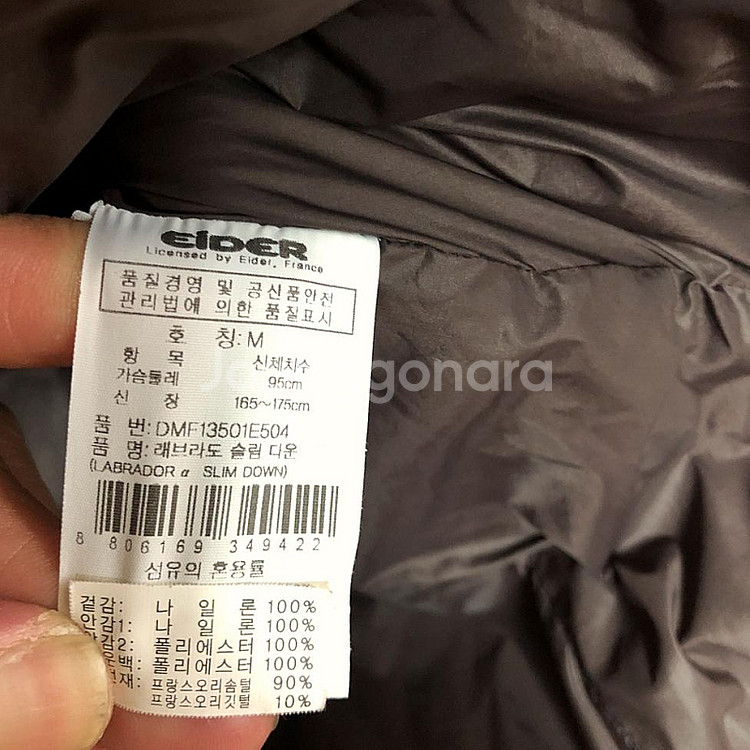 EiDER
Licensed by Eider, France
품질경영 및 공산품안전
관리법에 의한 품질표시
호 칭: M
항 목 신체치수
가슴둘레 95cm
신 장 165~175cm
품 번: DMF13501E504
품 명: 래브라도 슬림 다운
(LABRADOR α SLIM DOWN)
8 806169 349422
섬유의 혼용률
겉감: 나 일 론 100%
안감1: 나 일 론 100%
안감2: 폴리에스터 100%
운백: 폴리에스터 100%
전재: 프랑스오리솜털 90%
프랑스오리깃털 10%